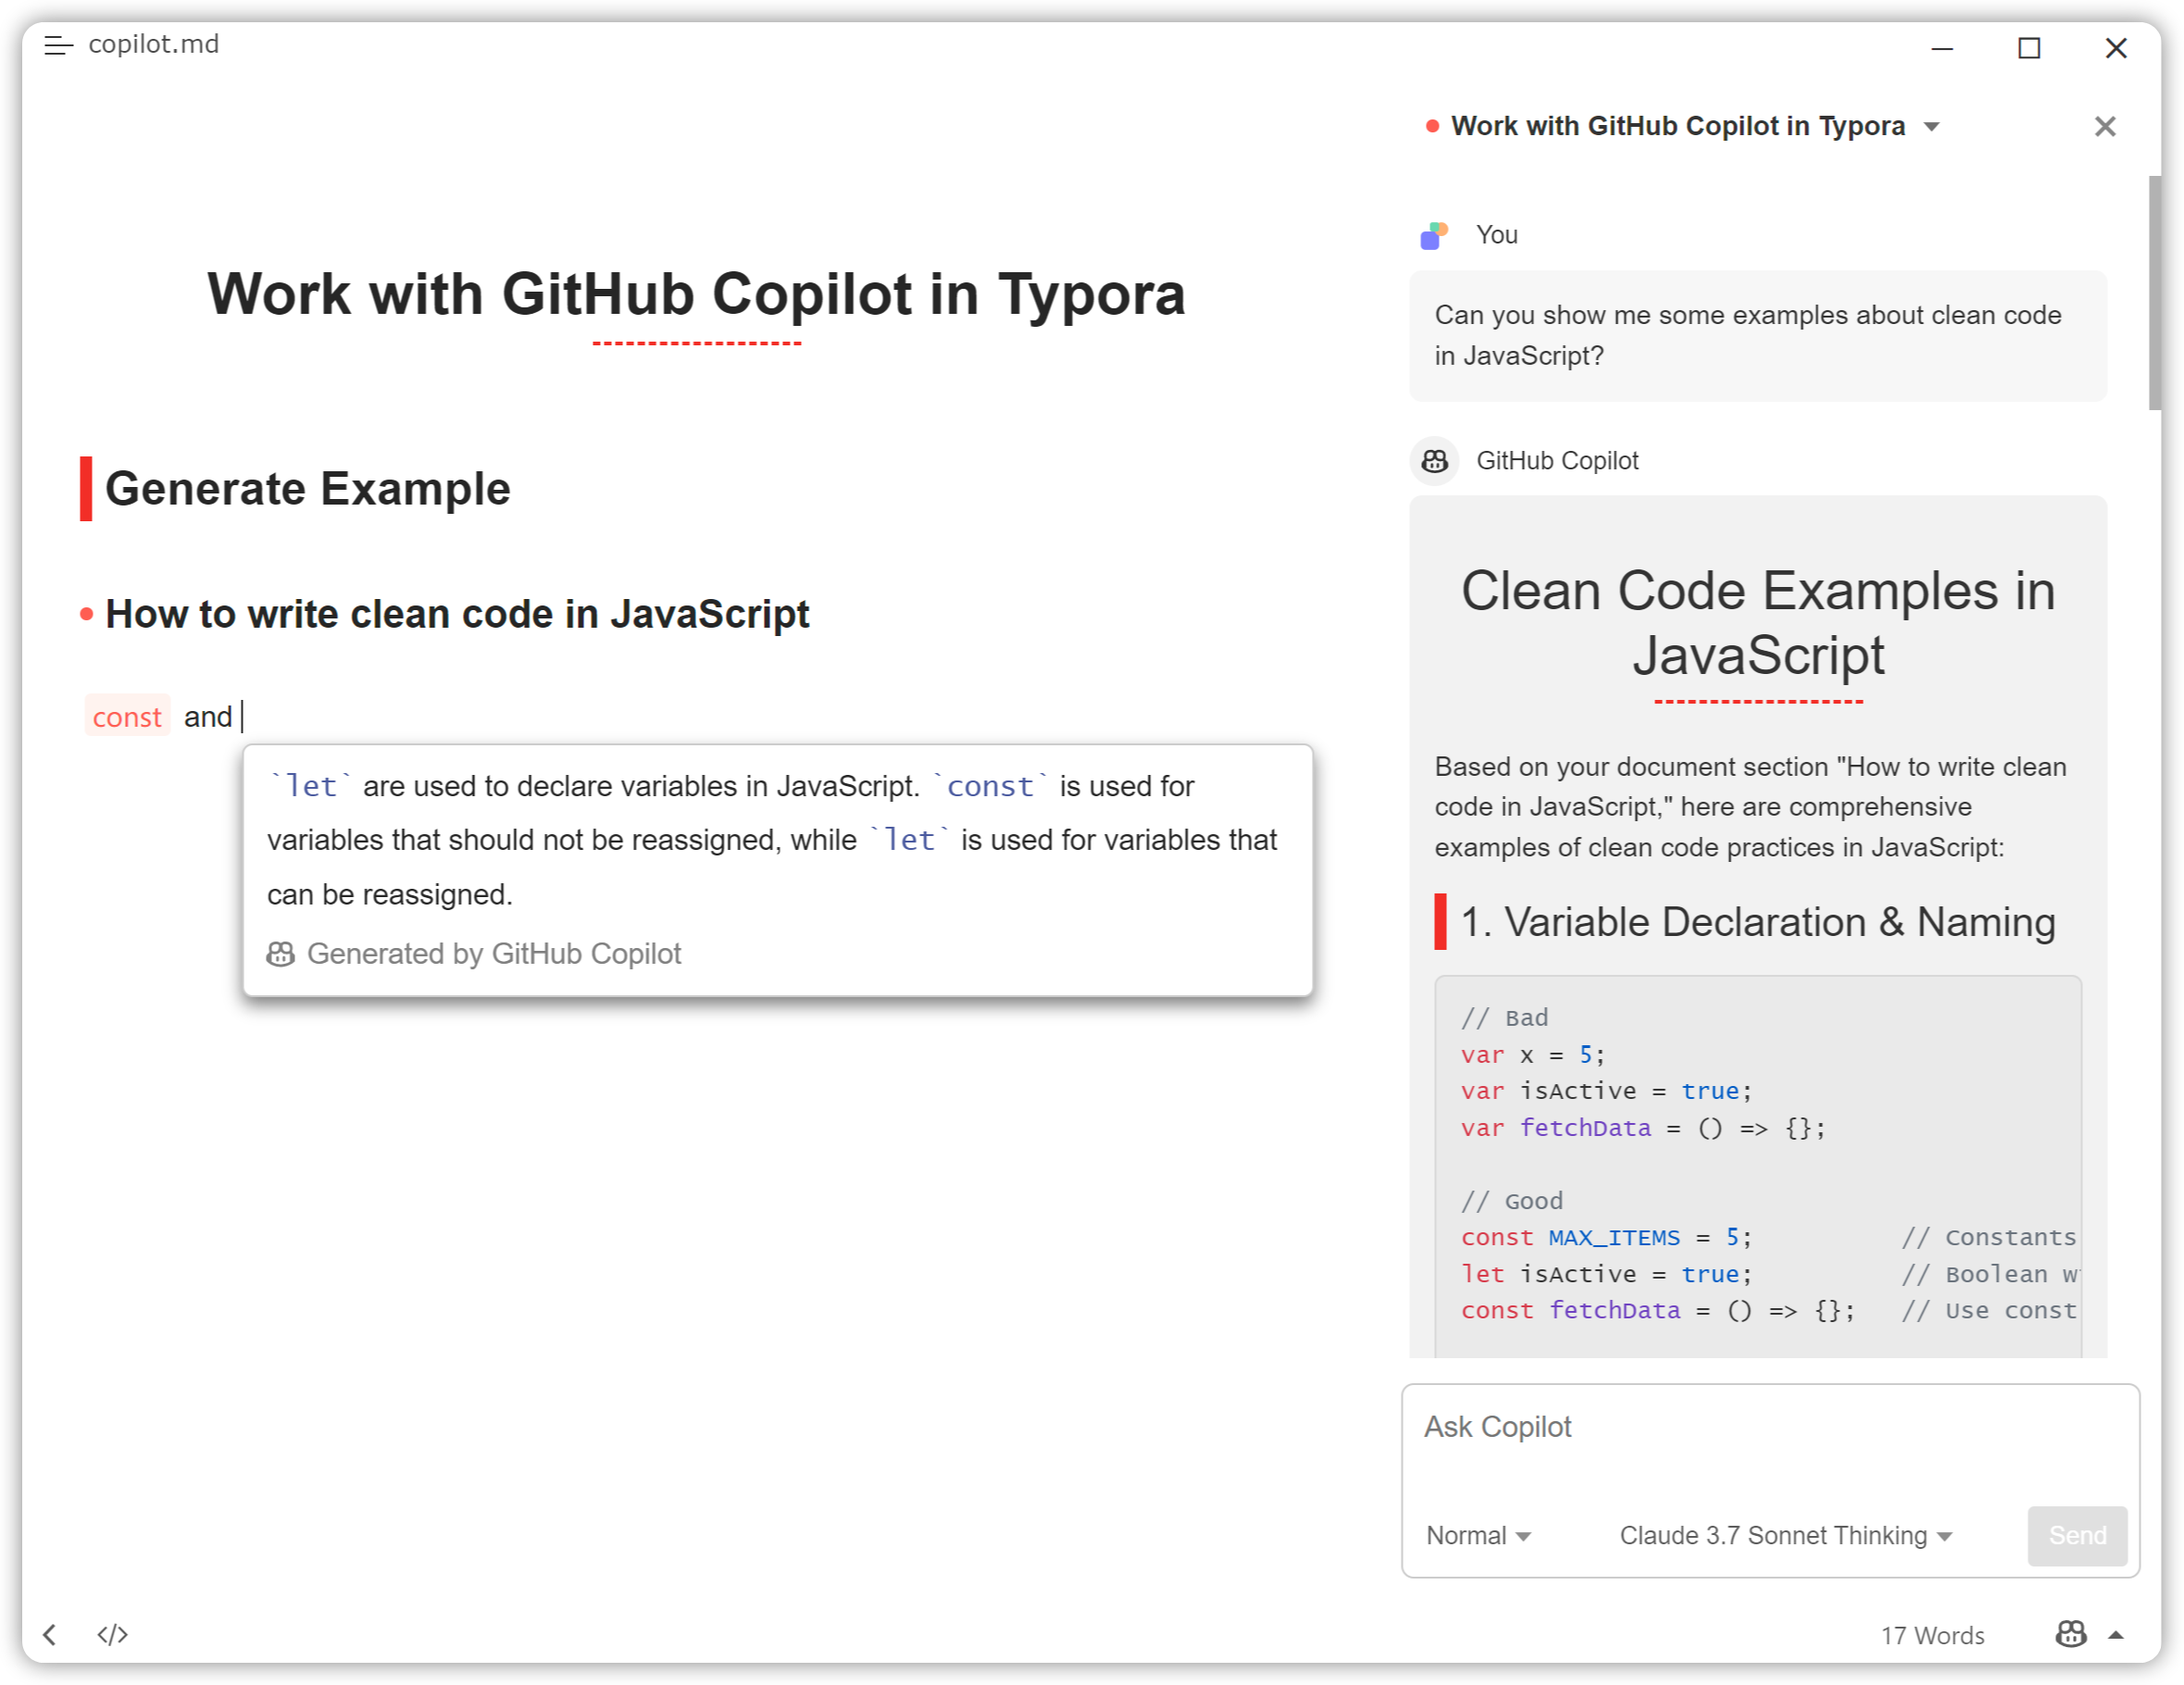 copilot.md
Work with GitHub Copilot in Typora
Generate Example
How to write clean code in JavaScript
const and
`let` are used to declare variables in JavaScript. `const` is used for
variables that should not be reassigned, while `let` is used for variables that
can be reassigned.
Generated by GitHub Copilot
Work with GitHub Copilot in Typora
You
Can you show me some examples about clean code
in JavaScript?
GitHub Copilot
Clean Code Examples in
JavaScript
Based on your document section "How to write clean
code in JavaScript," here are comprehensive
examples of clean code practices in JavaScript:
1. Variable Declaration & Naming
// Bad
var x = 5;
var isActive = true;
var fetchData = () => {};
// Good
const MAX_ITEMS = 5; // Constants
let isActive = true; // Boolean
const fetchData = () => {}; // Use const
Ask Copilot
Normal
Claude 3.7 Sonnet Thinking
Send
</>
17 Words